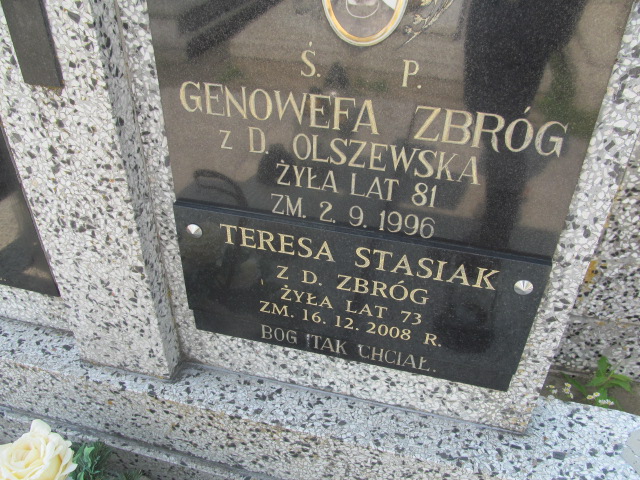 Ś. P.
GENOWEFA ZBRÓG
z D. OLSZEWSKA
ŻYŁA LAT 81
ZM. 2. 9. 1996
TERESA STASIAK
Z D. ZBRÓG
ŻYŁA LAT 73
ZM. 16. 12. 2008 R.
BÓG TAK CHCIAŁ.